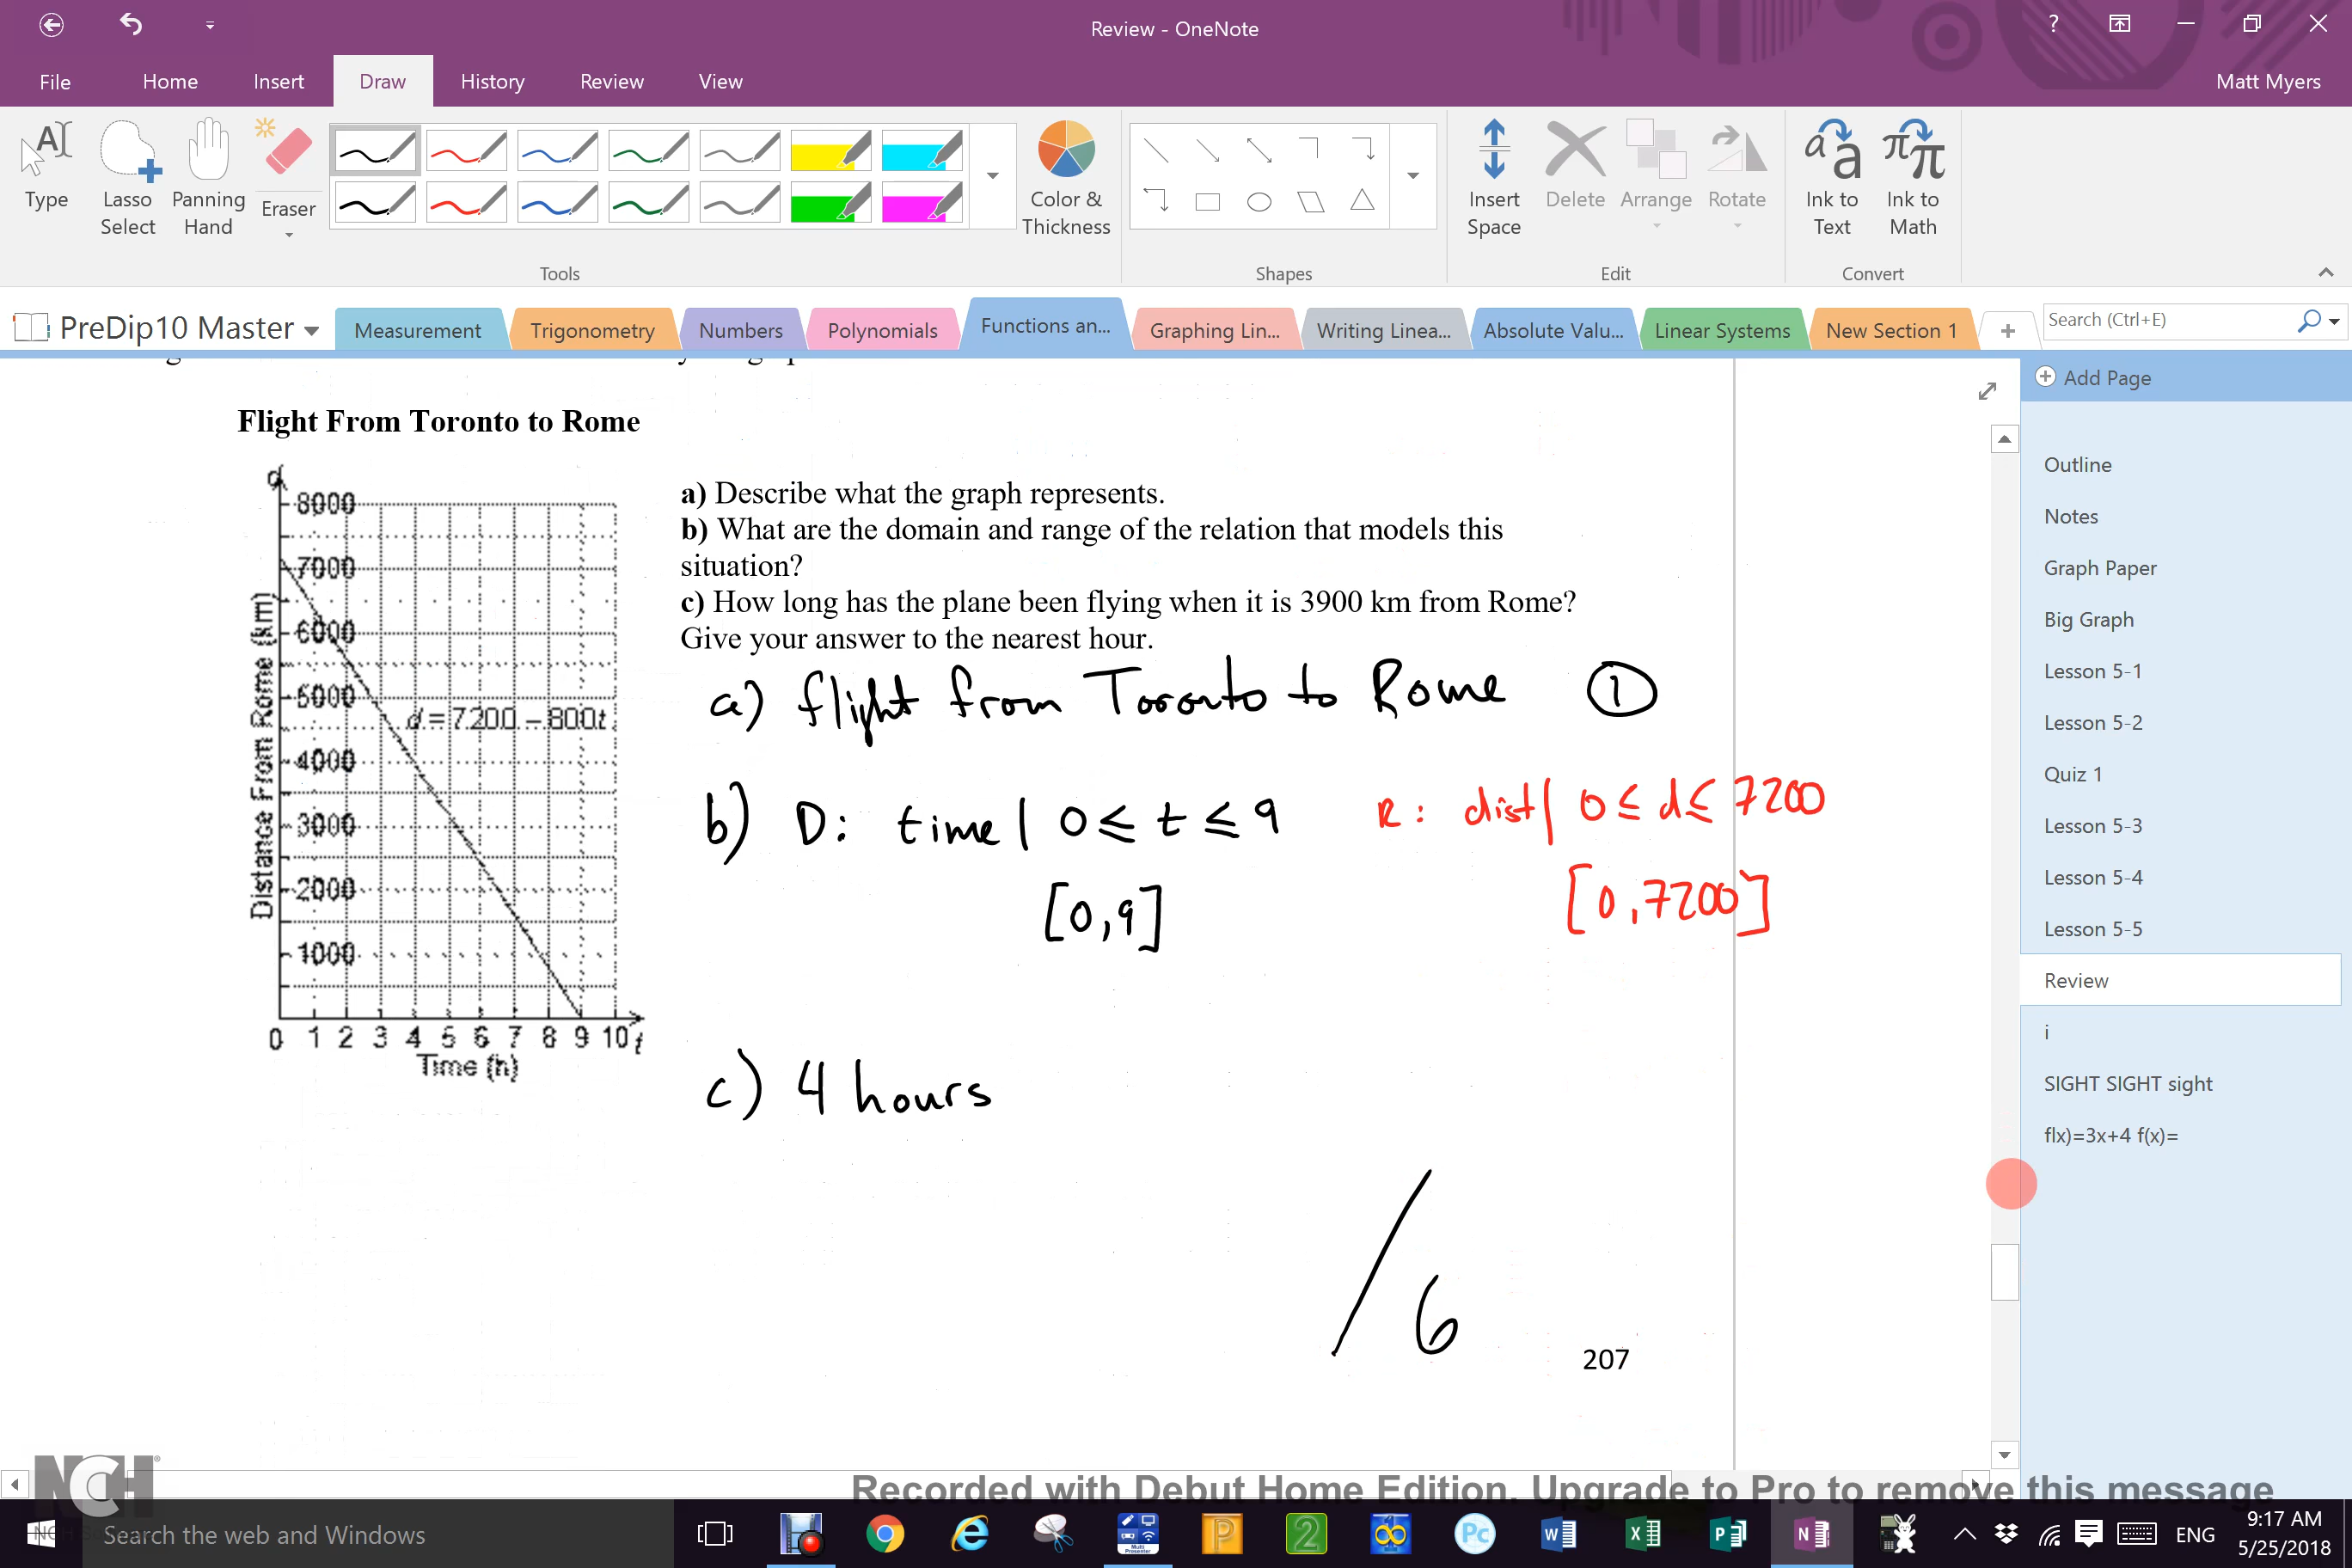 Review - OneNote
?
File Home Insert Draw History Review View Matt Myers
Type
Lasso Select
Panning Hand
Eraser
Color & Thickness
Insert Space
Delete
Arrange
Rotate
Ink to Text
Ink to Math
Tools Shapes Edit Convert
PreDip10 Master Measurement Trigonometry Numbers Polynomials Functions an... Graphing Lin... Writing Linea... Absolute Valu... Linear Systems New Section 1 + Search (Ctrl+E)
Add Page
Flight From Toronto to Rome
d
8000
7000
6000
5000
4000
3000
2000
1000
Distance From Rome (km)
d = 7200 – 800t
0 1 2 3 4 5 6 7 8 9 10 t
Time (h)
a) Describe what the graph represents.
b) What are the domain and range of the relation that models this
situation?
c) How long has the plane been flying when it is 3900 km from Rome?
Give your answer to the nearest hour.
a) flight from Toronto to Rome 1
b) D: time | 0 ≤ t ≤ 9 R: dist | 0 ≤ d ≤ 7200
[0,9] [0,7200]
c) 4 hours
/6
207
Outline
Notes
Graph Paper
Big Graph
Lesson 5-1
Lesson 5-2
Quiz 1
Lesson 5-3
Lesson 5-4
Lesson 5-5
Review
i
SIGHT SIGHT sight
flx)=3x+4 f(x)=
NCH
Recorded with Debut Home Edition. Upgrade to Pro to remove this message
Search the web and Windows
ENG
9:17 AM
5/25/2018